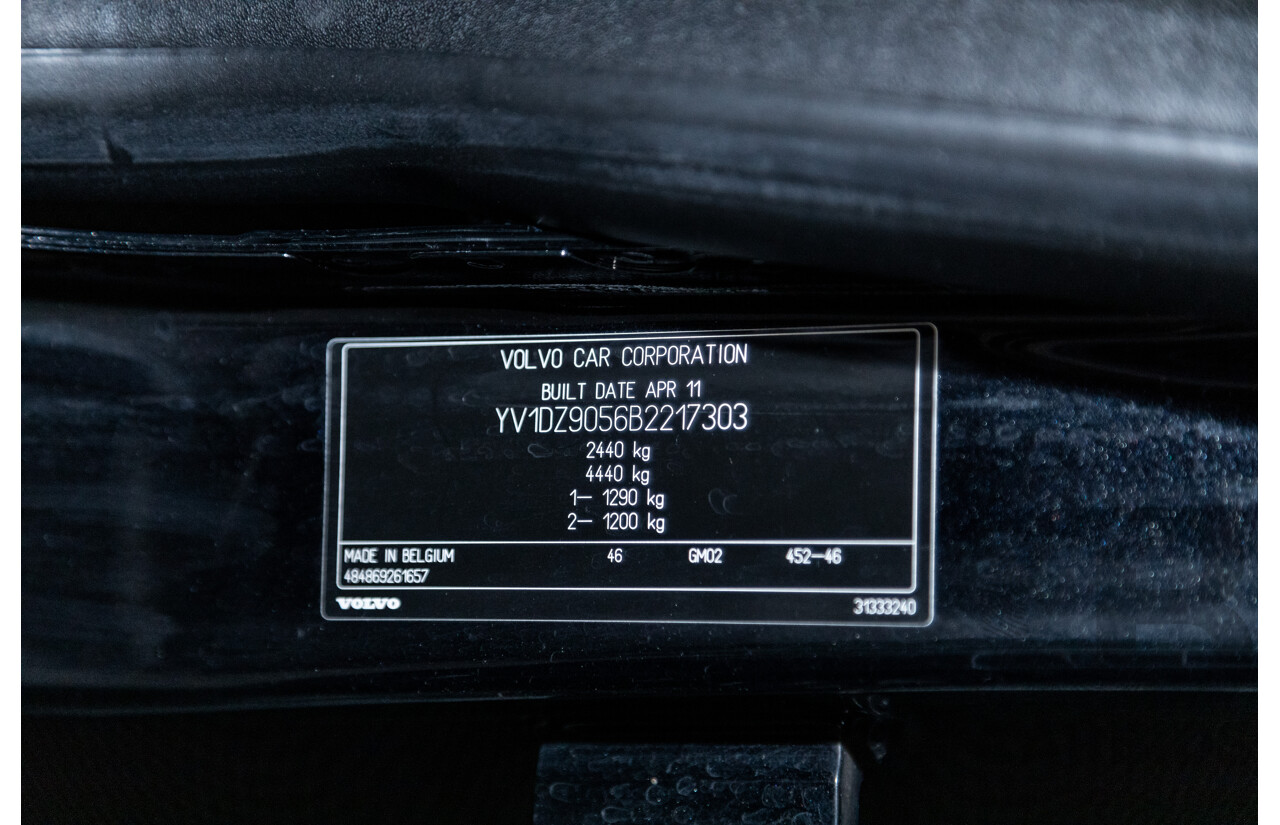 VOLVO CAR CORPORATION
BUILT DATE APR 11
YV1DZ9056B2217303
2440 kg
4440 kg
1– 1290 kg
2– 1200 kg
MADE IN BELGIUM 46 GM02 452–46
484869261657
VOLVO 31333240